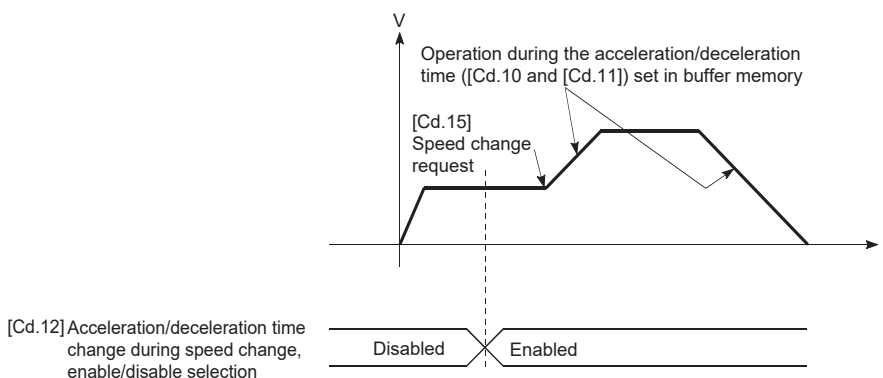 V
Operation during the acceleration/deceleration
time ([Cd.10 and [Cd.11]) set in buffer memory
[Cd.15]
Speed change
request
[Cd.12] Acceleration/deceleration time
change during speed change,
enable/disable selection
Disabled
Enabled